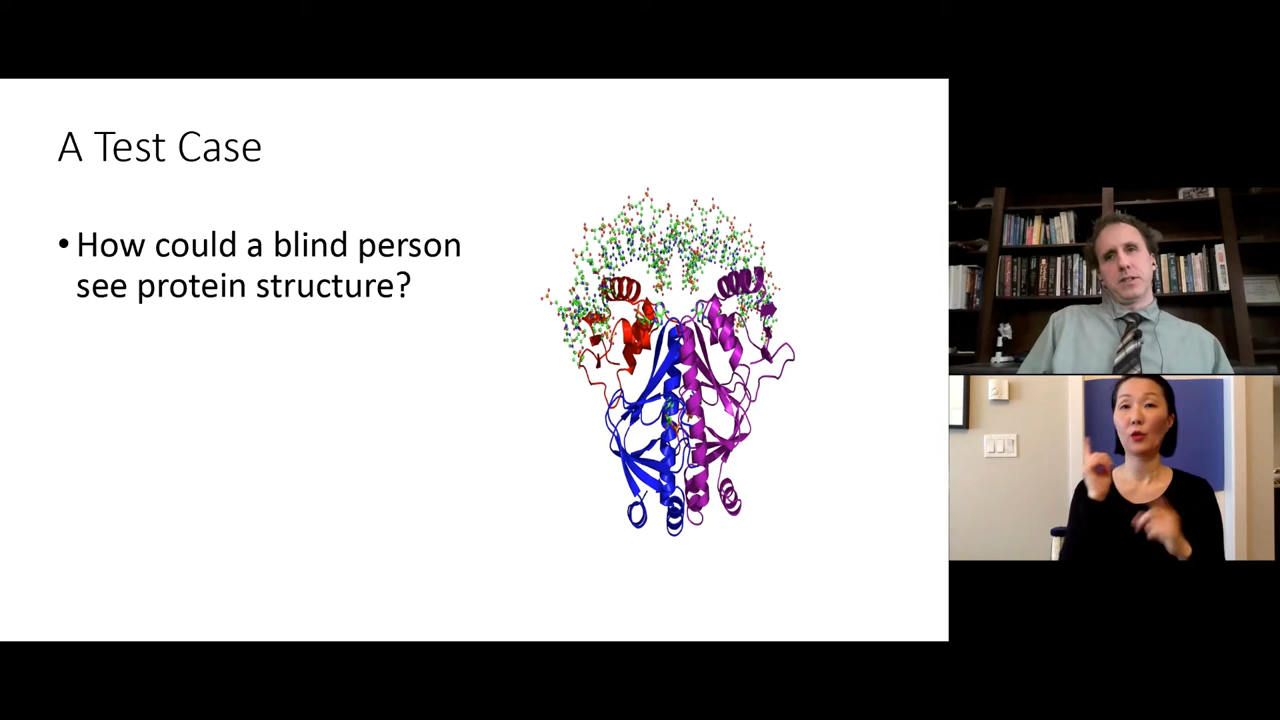 A Test Case
• How could a blind person
see protein structure?